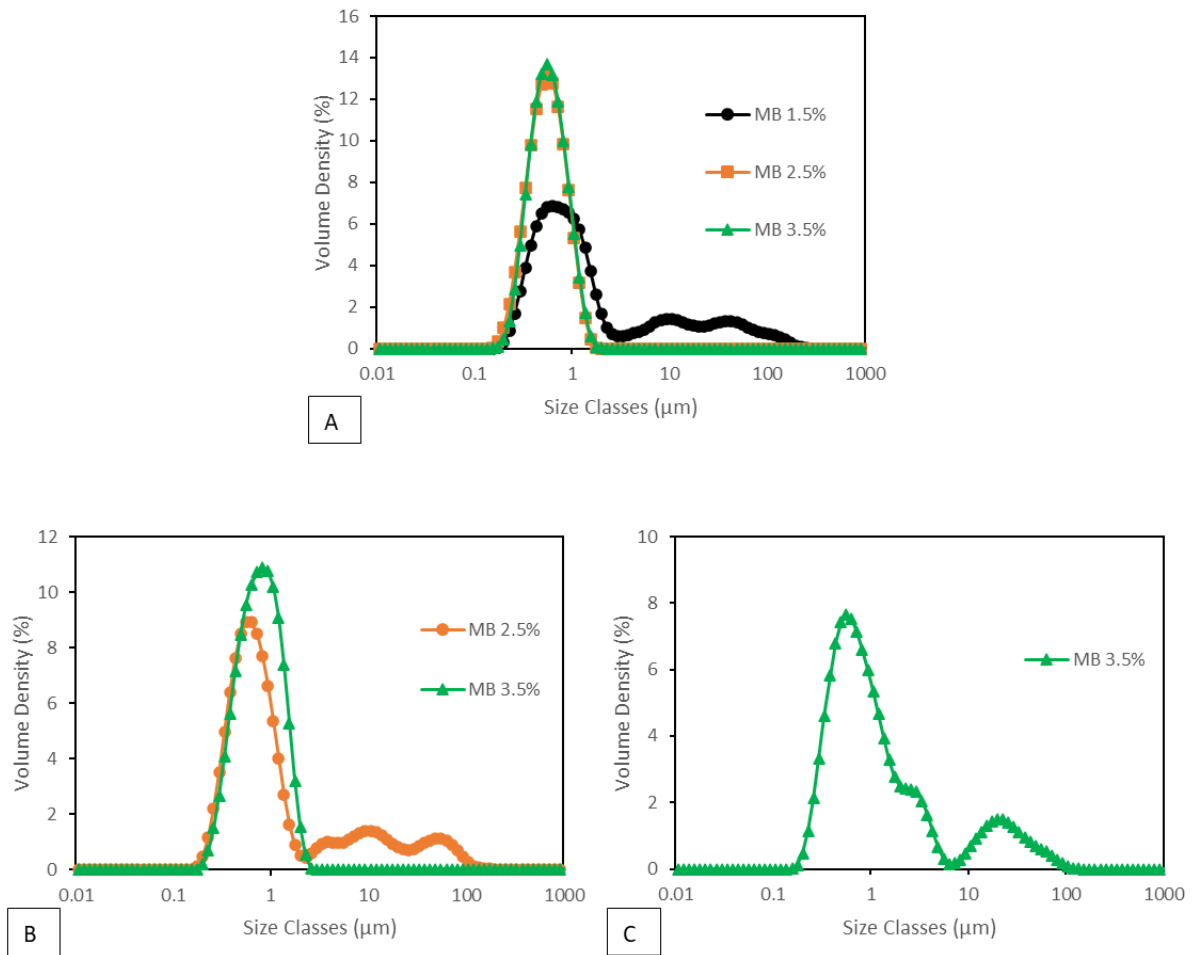 16
14
12
10
8
6
4
2
0
Volume Density (%)
MB 1.5%
MB 2.5%
MB 3.5%
0.01 0.1 1 10 100 1000
Size Classes (µm)
A
12
10
8
6
4
2
0
Volume Density (%)
MB 2.5%
MB 3.5%
0.01 0.1 1 10 100 1000
Size Classes (µm)
B
10
8
6
4
2
0
Volume Density (%)
MB 3.5%
0.01 0.1 1 10 100 1000
Size Classes (µm)
C